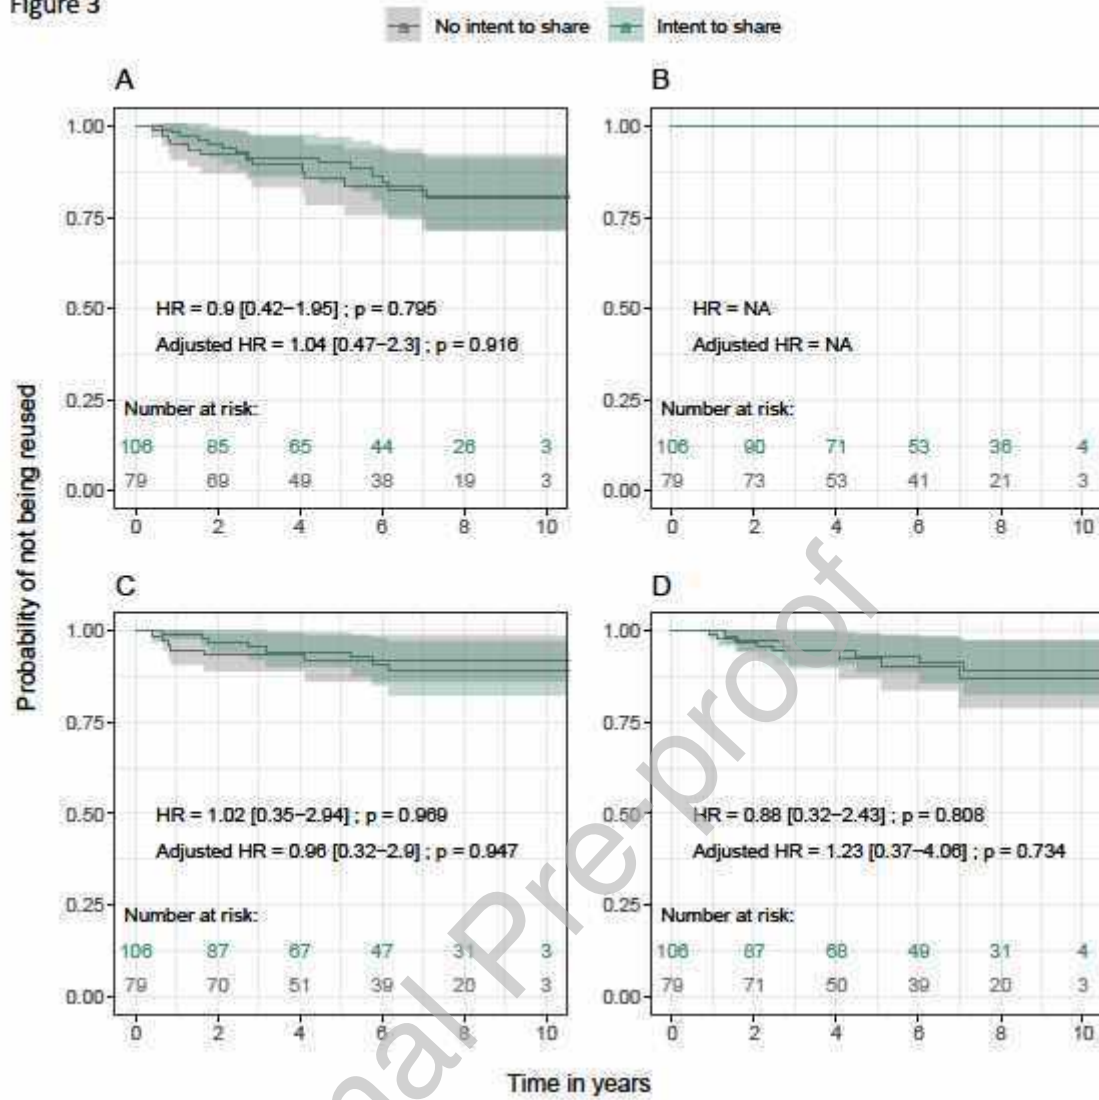 Figure 3
No intent to share Intent to share
A
1.00
0.75
0.50
0.25
0.00
HR = 0.9 [0.42−1.95] ; p = 0.795
Adjusted HR = 1.04 [0.47−2.3] ; p = 0.916
Number at risk:
106 85 65 44 26 3
79 69 49 38 19 3
0 2 4 6 8 10
B
1.00
0.75
0.50
0.25
0.00
HR = NA
Adjusted HR = NA
Number at risk:
106 90 71 53 36 4
79 73 53 41 21 3
0 2 4 6 8 10
Probability of not being reused
C
1.00
0.75
0.50
0.25
0.00
HR = 1.02 [0.35−2.94] ; p = 0.969
Adjusted HR = 0.96 [0.32−2.9] ; p = 0.947
Number at risk:
106 87 67 47 31 3
79 70 51 39 20 3
0 2 4 6 8 10
D
1.00
0.75
0.50
0.25
0.00
HR = 0.88 [0.32−2.43] ; p = 0.808
Adjusted HR = 1.23 [0.37−4.06] ; p = 0.734
Number at risk:
106 87 68 49 31 4
79 71 50 39 20 3
0 2 4 6 8 10
Time in years
nal Pre-proof